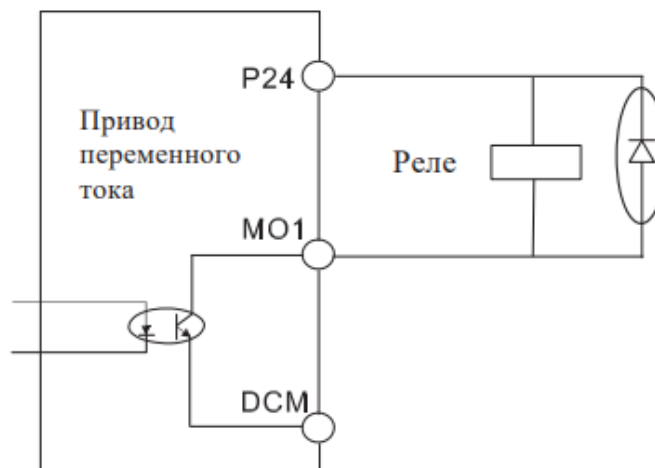 P24
Привод
переменного
тока
Реле
MO1
DCM